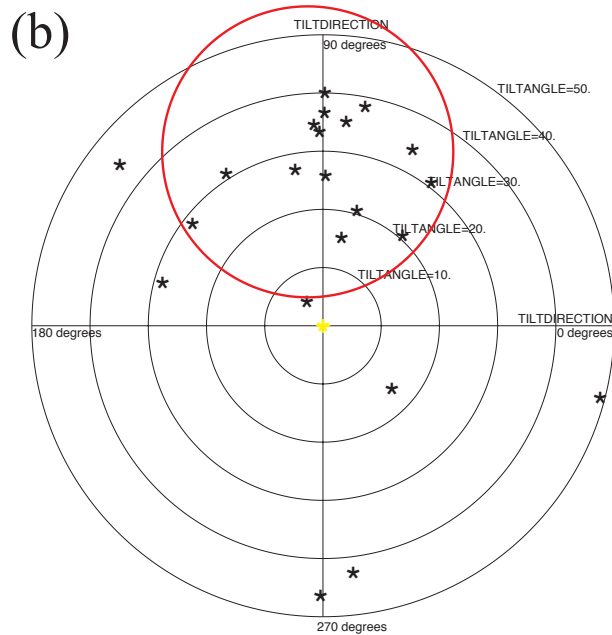 (b)
TILTDIRECTION
90 degrees
TILTANGLE=50.
TILTANGLE=40.
TILTANGLE=30.
TILTANGLE=20.
TILTANGLE=10.
TILTDIRECTION
180 degrees
0 degrees
270 degrees